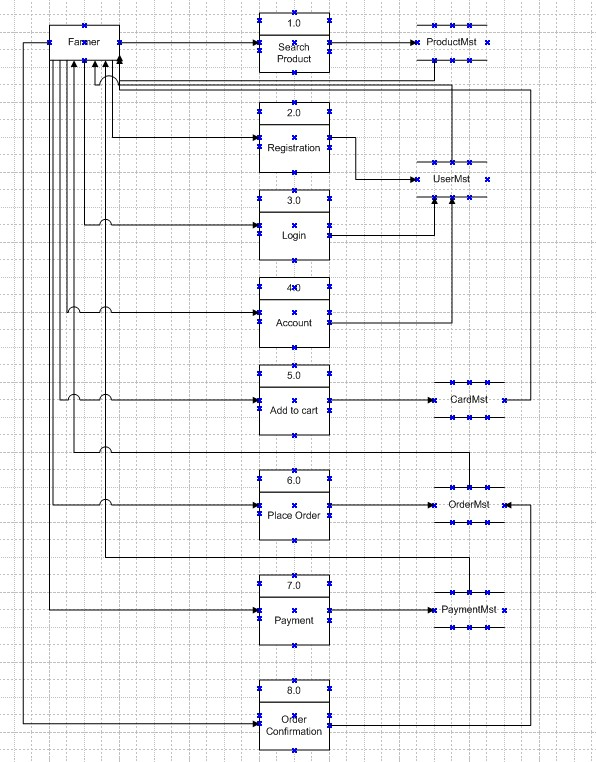 1.0
Farmer
Search
Product
ProductMst
2.0
Registration
UserMst
3.0
Login
4.0
Account
5.0
Add to cart
CardMst
6.0
Place Order
OrderMst
7.0
Payment
PaymentMst
8.0
Order
Confirmation